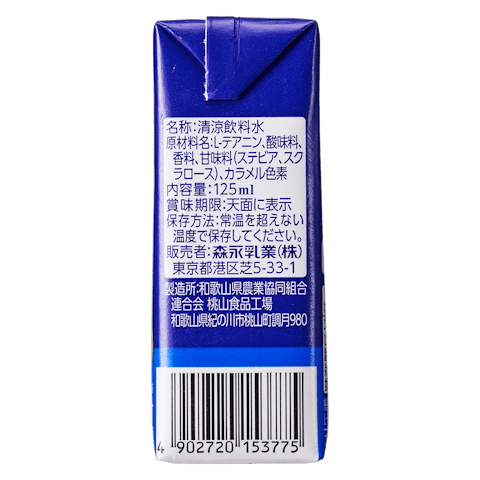 名称:清涼飲料水
原材料名:L-テアニン、酸味料、
香料、甘味料(ステビア、スク
ラロース)、カラメル色素
内容量:125ml
賞味期限:天面に表示
保存方法:常温を超えない
温度で保存してください。
販売者:森永乳業(株)
東京都港区芝5-33-1
製造所:和歌山県農業協同組合
連合会 桃山食品工場
和歌山県紀の川市桃山町調月980
4 902720 153775